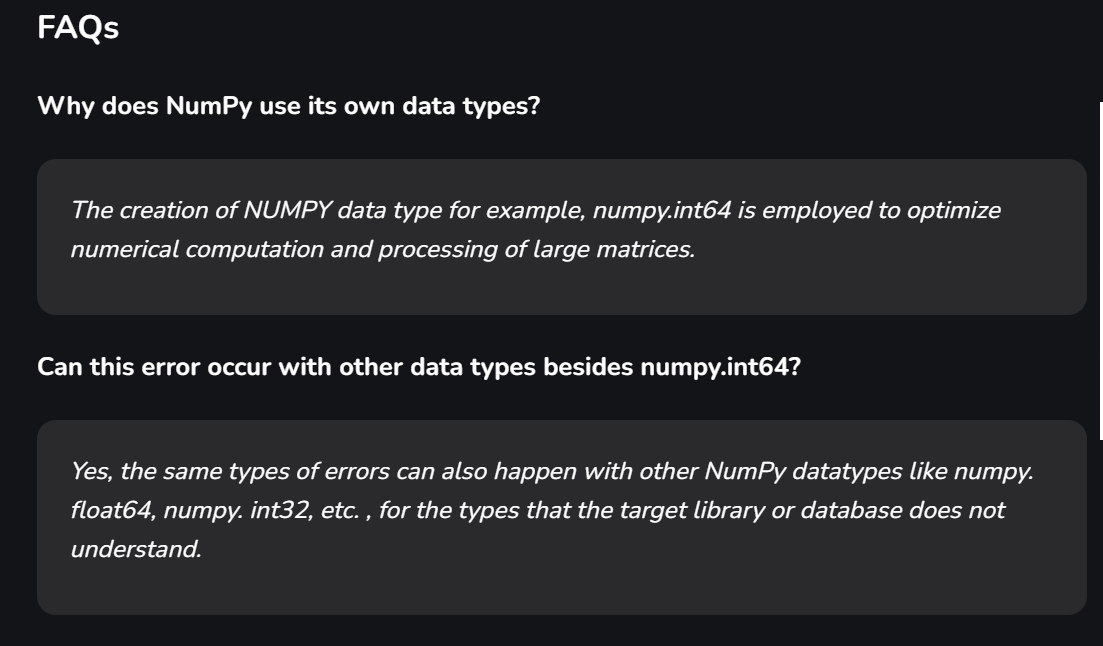 FAQs
Why does NumPy use its own data types?
The creation of NUMPY data type for example, numpy.int64 is employed to optimize
numerical computation and processing of large matrices.
Can this error occur with other data types besides numpy.int64?
Yes, the same types of errors can also happen with other NumPy datatypes like numpy.
float64, numpy. int32, etc. , for the types that the target library or database does not
understand.